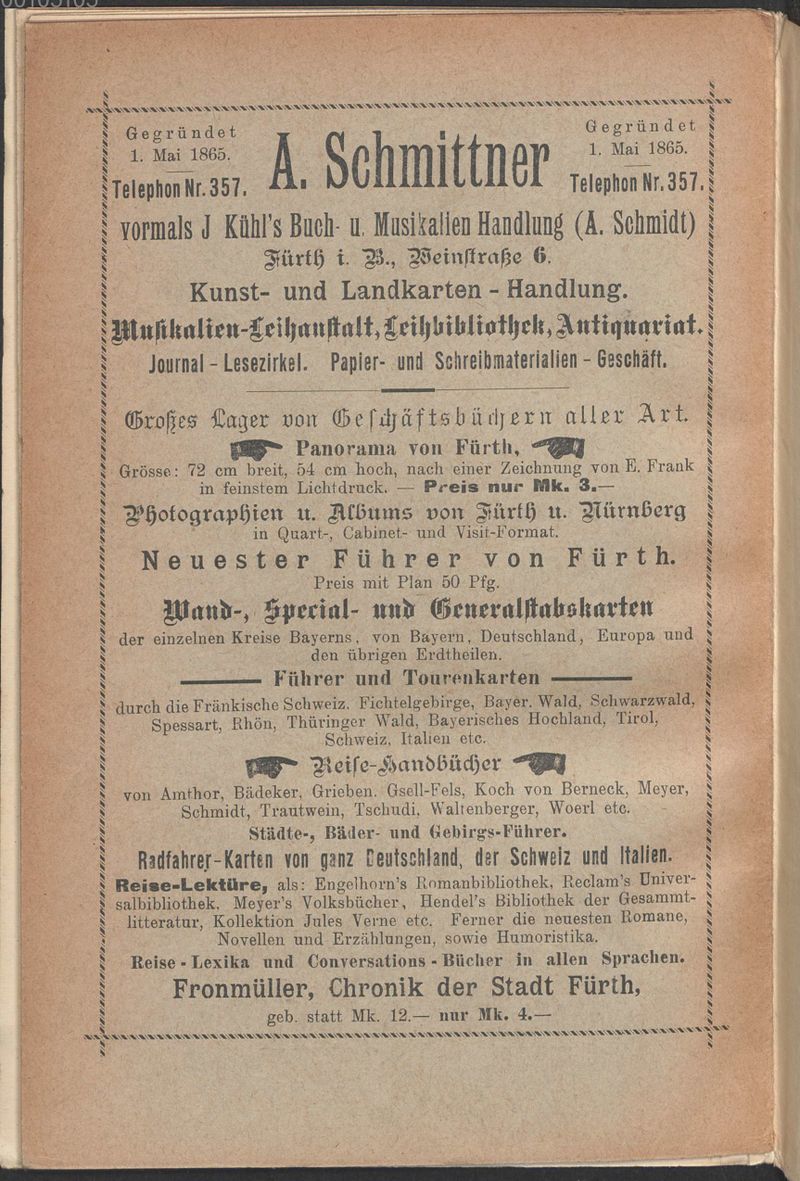 Gegründet
1. Mai 1865.
Telephon Nr. 357.
A. Schmittner
Gegründet
1. Mai 1865.
Telephon Nr. 357.
vormals J Kühl's Buch- u. Musikalien Handlung (A. Schmidt)
Fürth i. B., Weinstraße 6.
Kunst- und Landkarten - Handlung.
Musikalien-Leihanstalt, Leihbibliothek, Antiquariat.
Journal - Lesezirkel. Papier- und Schreibmaterialien - Geschäft.
Großes Lager von Geschäftsbüchern aller Art.
Panorama von Fürth,
Grösse: 72 cm breit, 54 cm hoch, nach einer Zeichnung von E. Frank
in feinstem Lichtdruck. — Preis nur Mk. 3.—
Photographien u. Albums von Fürth u. Nürnberg
in Quart-, Cabinet- und Visit-Format.
Neuester Führer von Fürth.
Preis mit Plan 50 Pfg.
Wand-, Special- und Generalstabskarten
der einzelnen Kreise Bayerns, von Bayern, Deutschland, Europa und
den übrigen Erdtheilen.
Führer und Tourenkarten
durch die Fränkische Schweiz, Fichtelgebirge, Bayer. Wald, Schwarzwald,
Spessart, Rhön, Thüringer Wald, Bayerisches Hochland, Tirol,
Schweiz, Italien etc.
Reise-Handbücher
von Amthor, Bädeker, Grieben, Gsell-Fels, Koch von Berneck, Meyer,
Schmidt, Trautwein, Tschudi, Waltenberger, Woerl etc.
Städte-, Bäder- und Gebirgs-Führer.
Radfahrer-Karten von ganz Deutschland, der Schweiz und Italien.
Reise-Lektüre, als: Engelhorn's Romanbibliothek, Reclam's Univer-
salbibliothek, Meyer's Volksbücher, Hendel's Bibliothek der Gesammt-
litteratur, Kollektion Jules Verne etc. Ferner die neuesten Romane,
Novellen und Erzählungen, sowie Humoristika.
Reise - Lexika und Conversations - Bücher in allen Sprachen.
Fronmüller, Chronik der Stadt Fürth,
geb. statt Mk. 12.— nur Mk. 4.—